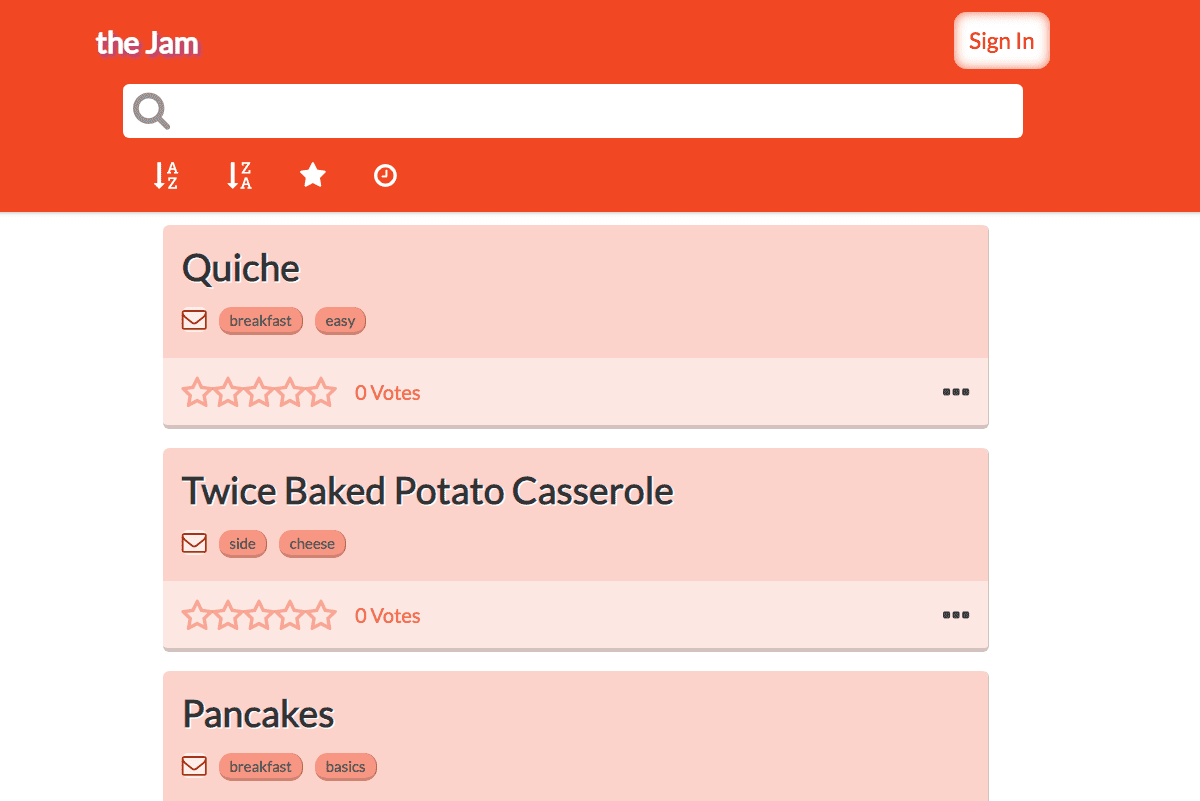 the Jam
Sign In
A Z Z A
Quiche
breakfast easy
0 Votes
Twice Baked Potato Casserole
side cheese
0 Votes
Pancakes
breakfast basics